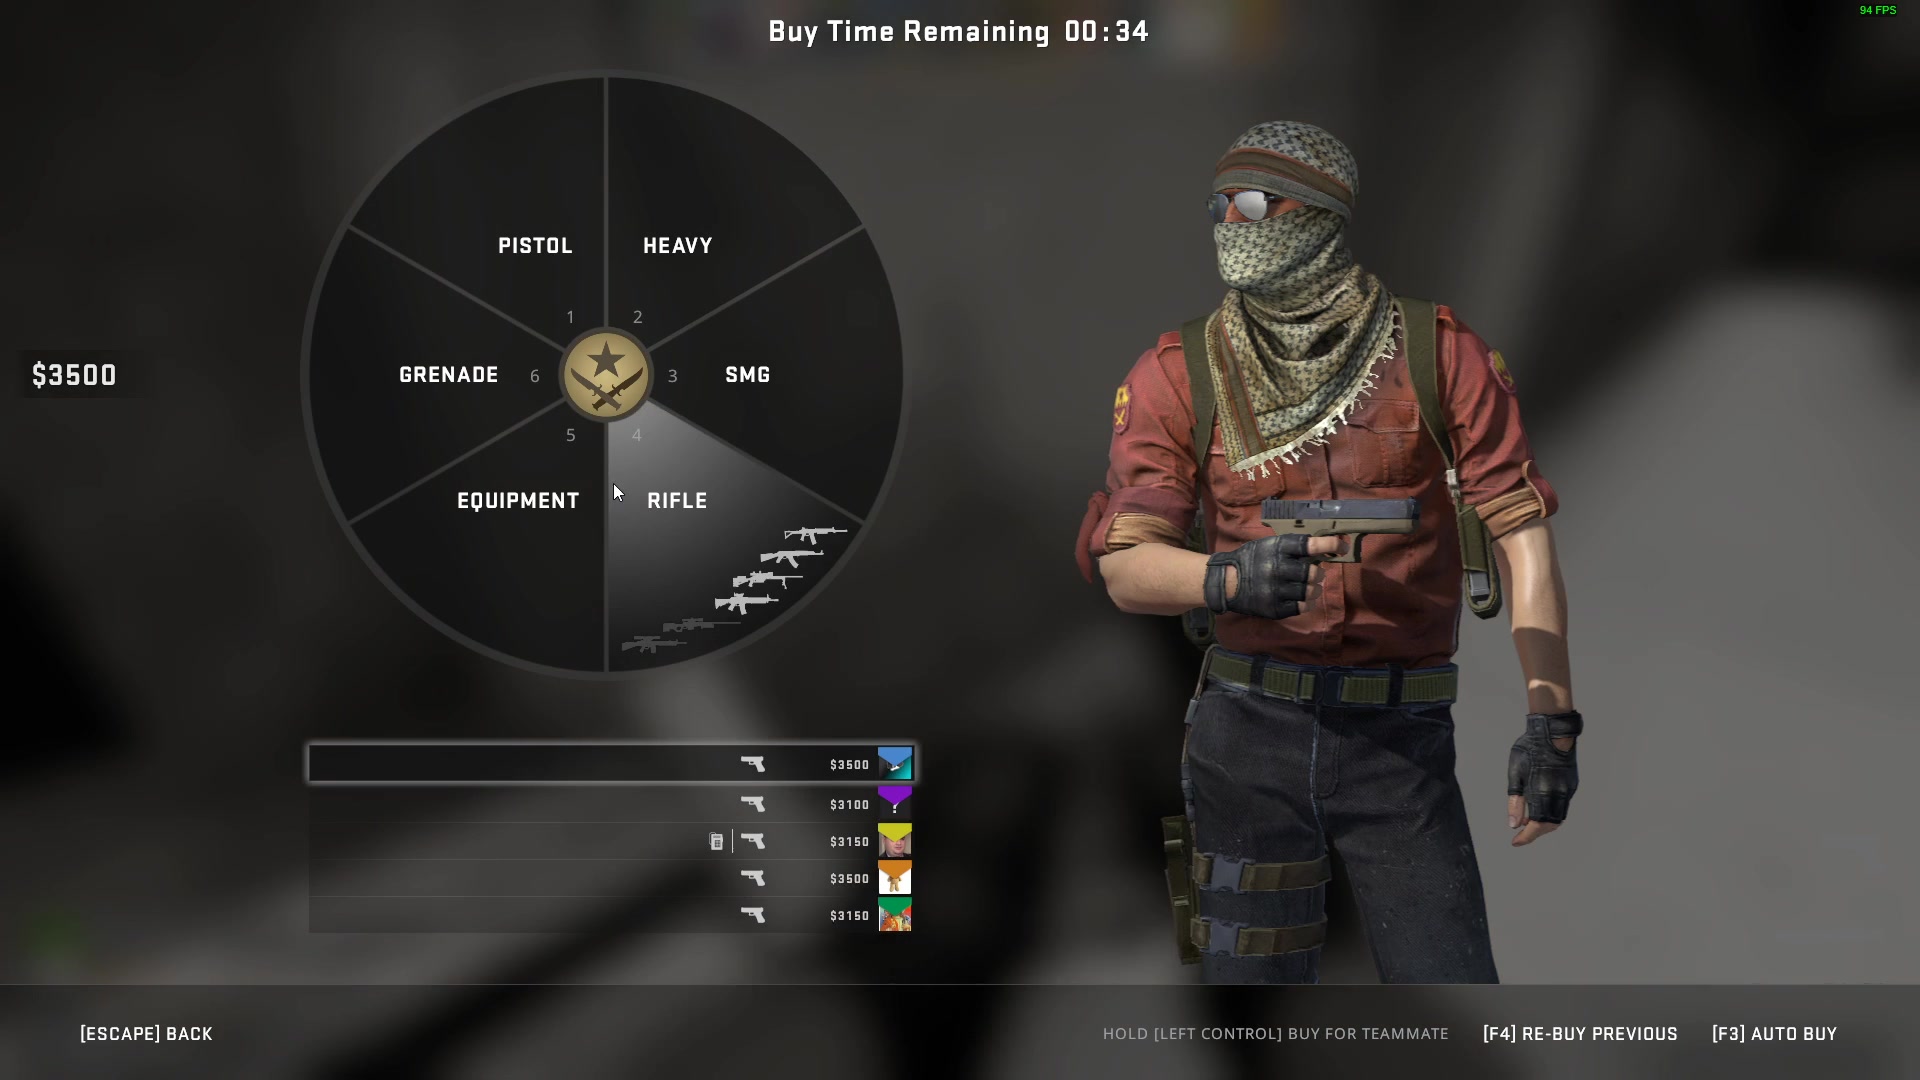 94 FPS
Buy Time Remaining 00:34
PISTOL
HEAVY
1
2
$3500
GRENADE
6
3
SMG
5
4
EQUIPMENT
RIFLE
$3500
$3100
$3150
$3500
$3150
[ESCAPE] BACK
HOLD [LEFT CONTROL] BUY FOR TEAMMATE
[F4] RE-BUY PREVIOUS
[F3] AUTO BUY